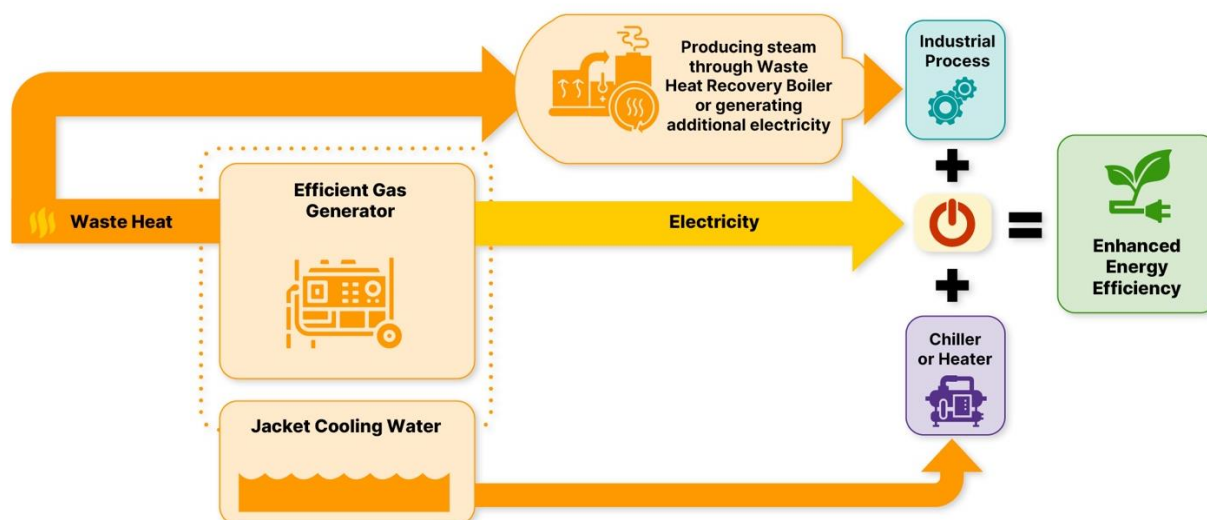 Producing steam
through Waste
Heat Recovery Boiler
or generating
additional electricity
Industrial
Process
Efficient Gas
Generator
Waste Heat
Electricity
Enhanced
Energy
Efficiency
Chiller
or Heater
Jacket Cooling Water